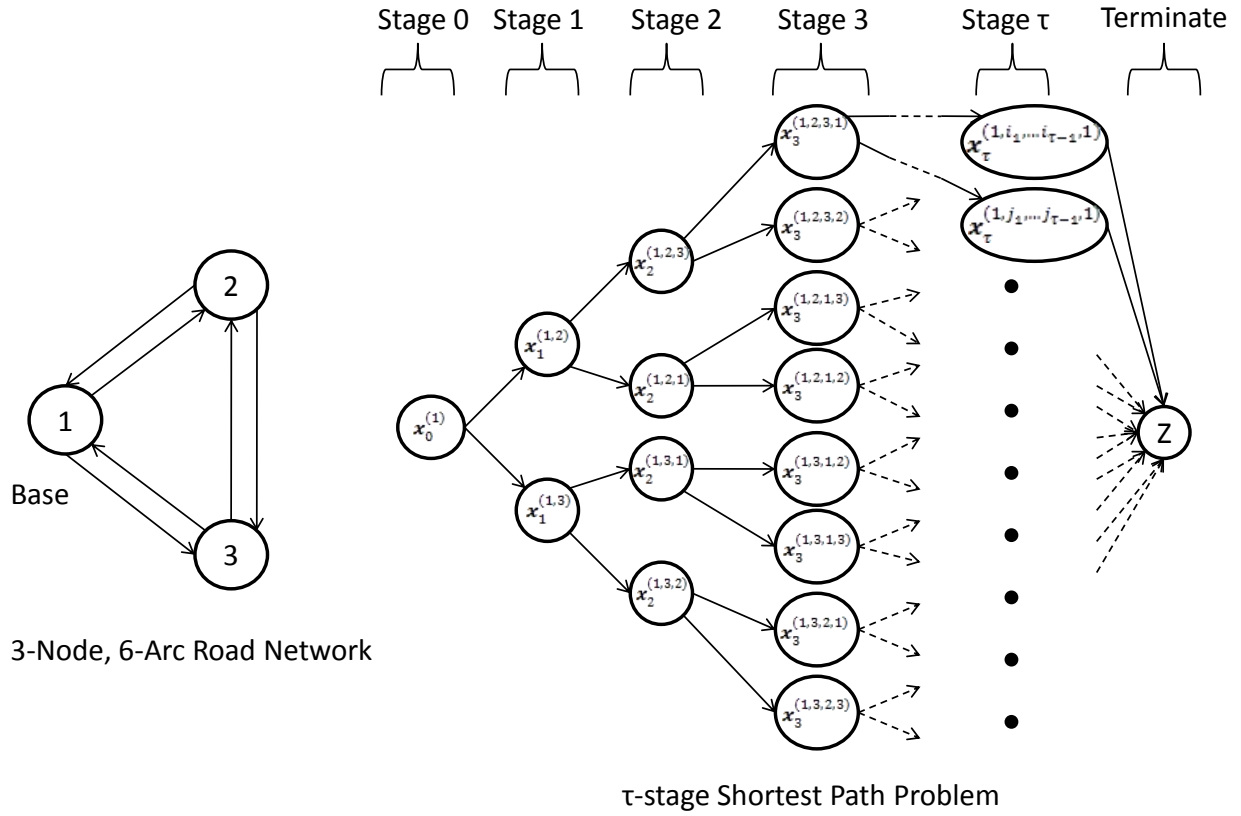 Stage 0 Stage 1 Stage 2 Stage 3 Stage τ Terminate
x_3^(1,2,3,1)
x_τ^(1,i_1,...i_τ-1,1)
x_3^(1,2,3,2)
x_τ^(1,j_1,...j_τ-1,1)
x_2^(1,2,3)
2
x_3^(1,2,1,3)
x_1^(1,2)
x_2^(1,2,1)
x_3^(1,2,1,2)
1
x_0^(1)
Z
x_2^(1,3,1)
x_3^(1,3,1,2)
Base
x_1^(1,3)
3
x_3^(1,3,1,3)
x_2^(1,3,2)
x_3^(1,3,2,1)
3-Node, 6-Arc Road Network
x_3^(1,3,2,3)
τ-stage Shortest Path Problem